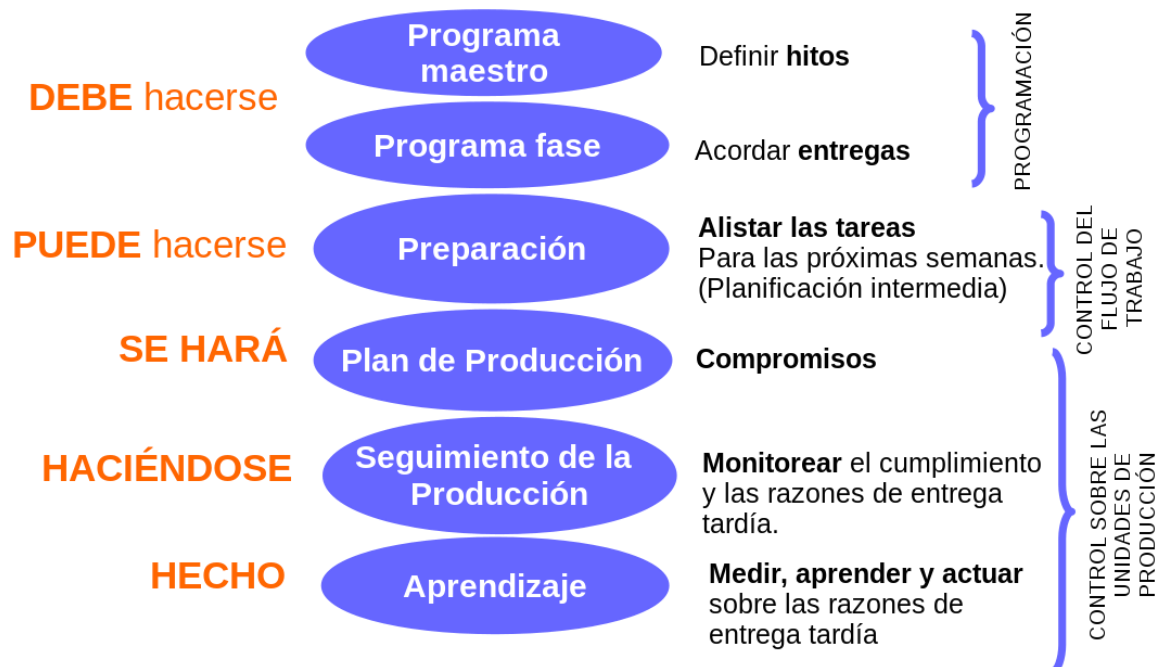 Programa
maestro
Definir hitos
DEBE hacerse
Programa fase
Acordar entregas
PROGRAMACIÓN
PUEDE hacerse
Preparación
Alistar las tareas
Para las próximas semanas.
(Planificación intermedia)
CONTROL DEL
FLUJO DE
TRABAJO
SE HARÁ
Plan de Producción
Compromisos
HACIÉNDOSE
Seguimiento de la
Producción
Monitorear el cumplimiento
y las razones de entrega
tardía.
HECHO
Aprendizaje
Medir, aprender y actuar
sobre las razones de
entrega tardía
CONTROL SOBRE LAS
UNIDADES DE
PRODUCCIÓN